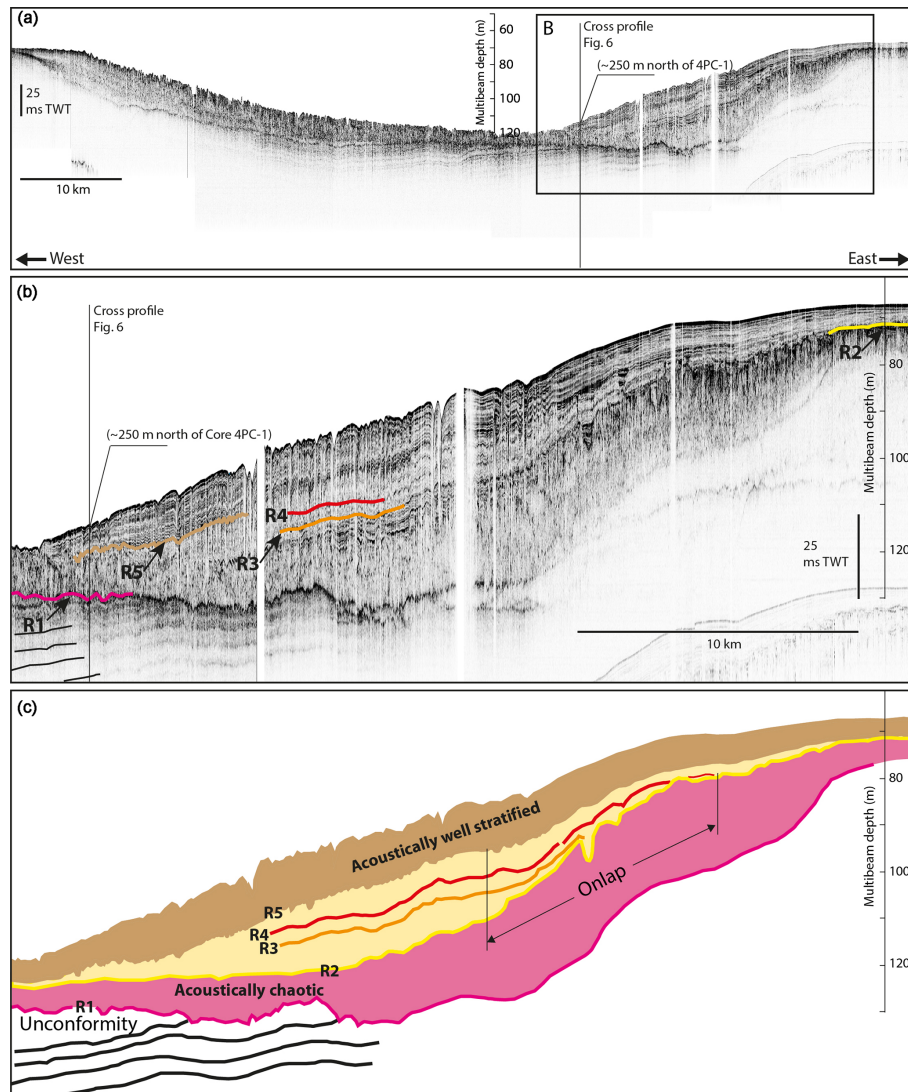 (a)
40
60
80
100
120
Multibeam depth (m)
B
Cross profile
Fig. 6
(~250 m north of 4PC-1)
25
ms TWT
10 km
West
East
(b)
Cross profile
Fig. 6
(~250 m north of Core 4PC-1)
R2
80
100
120
Multibeam depth (m)
R4
R3
R5
R1
25
ms TWT
10 km
(c)
80
100
120
Multibeam depth (m)
Acoustically well stratified
Onlap
R5
R4
R3
R2
Acoustically chaotic
R1
Unconformity